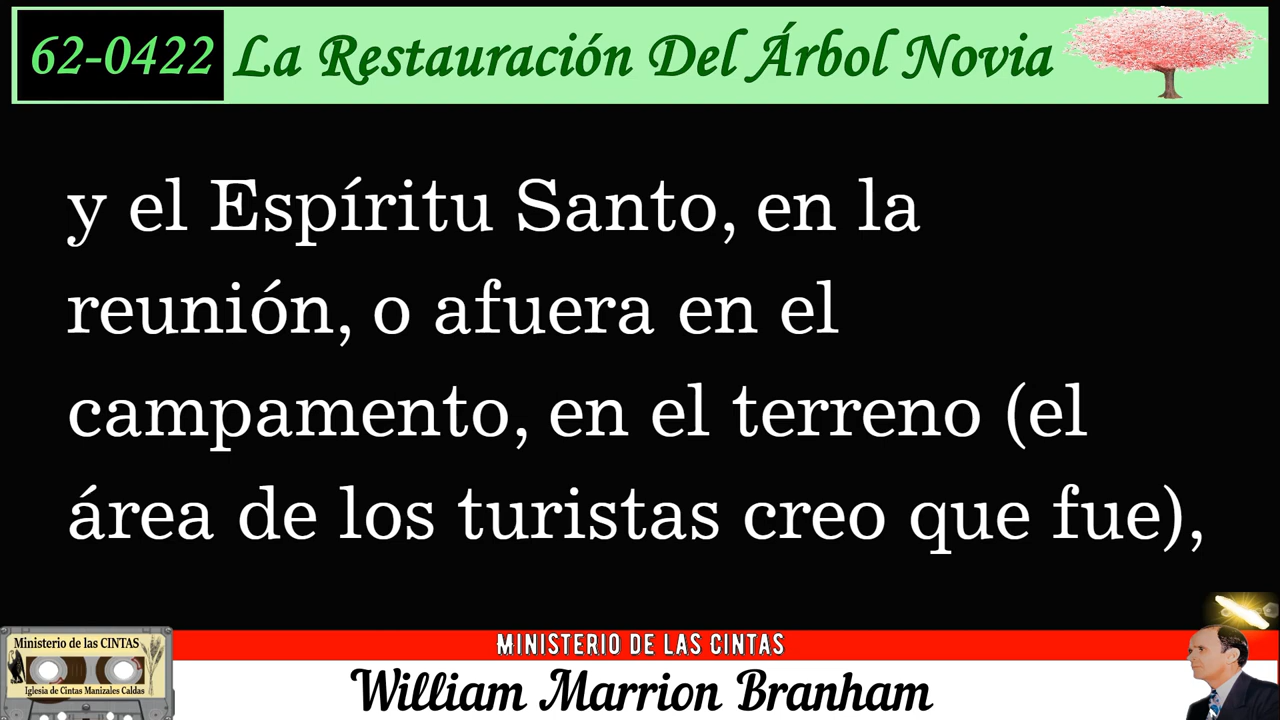 62-0422 La Restauración Del Árbol Novia
y el Espíritu Santo, en la
reunión, o afuera en el
campamento, en el terreno (el
área de los turistas creo que fue),
Ministerio de las CINTAS
Iglesia de Cintas Manizales Caldas
MINISTERIO DE LAS CINTAS
William Marrion Branham